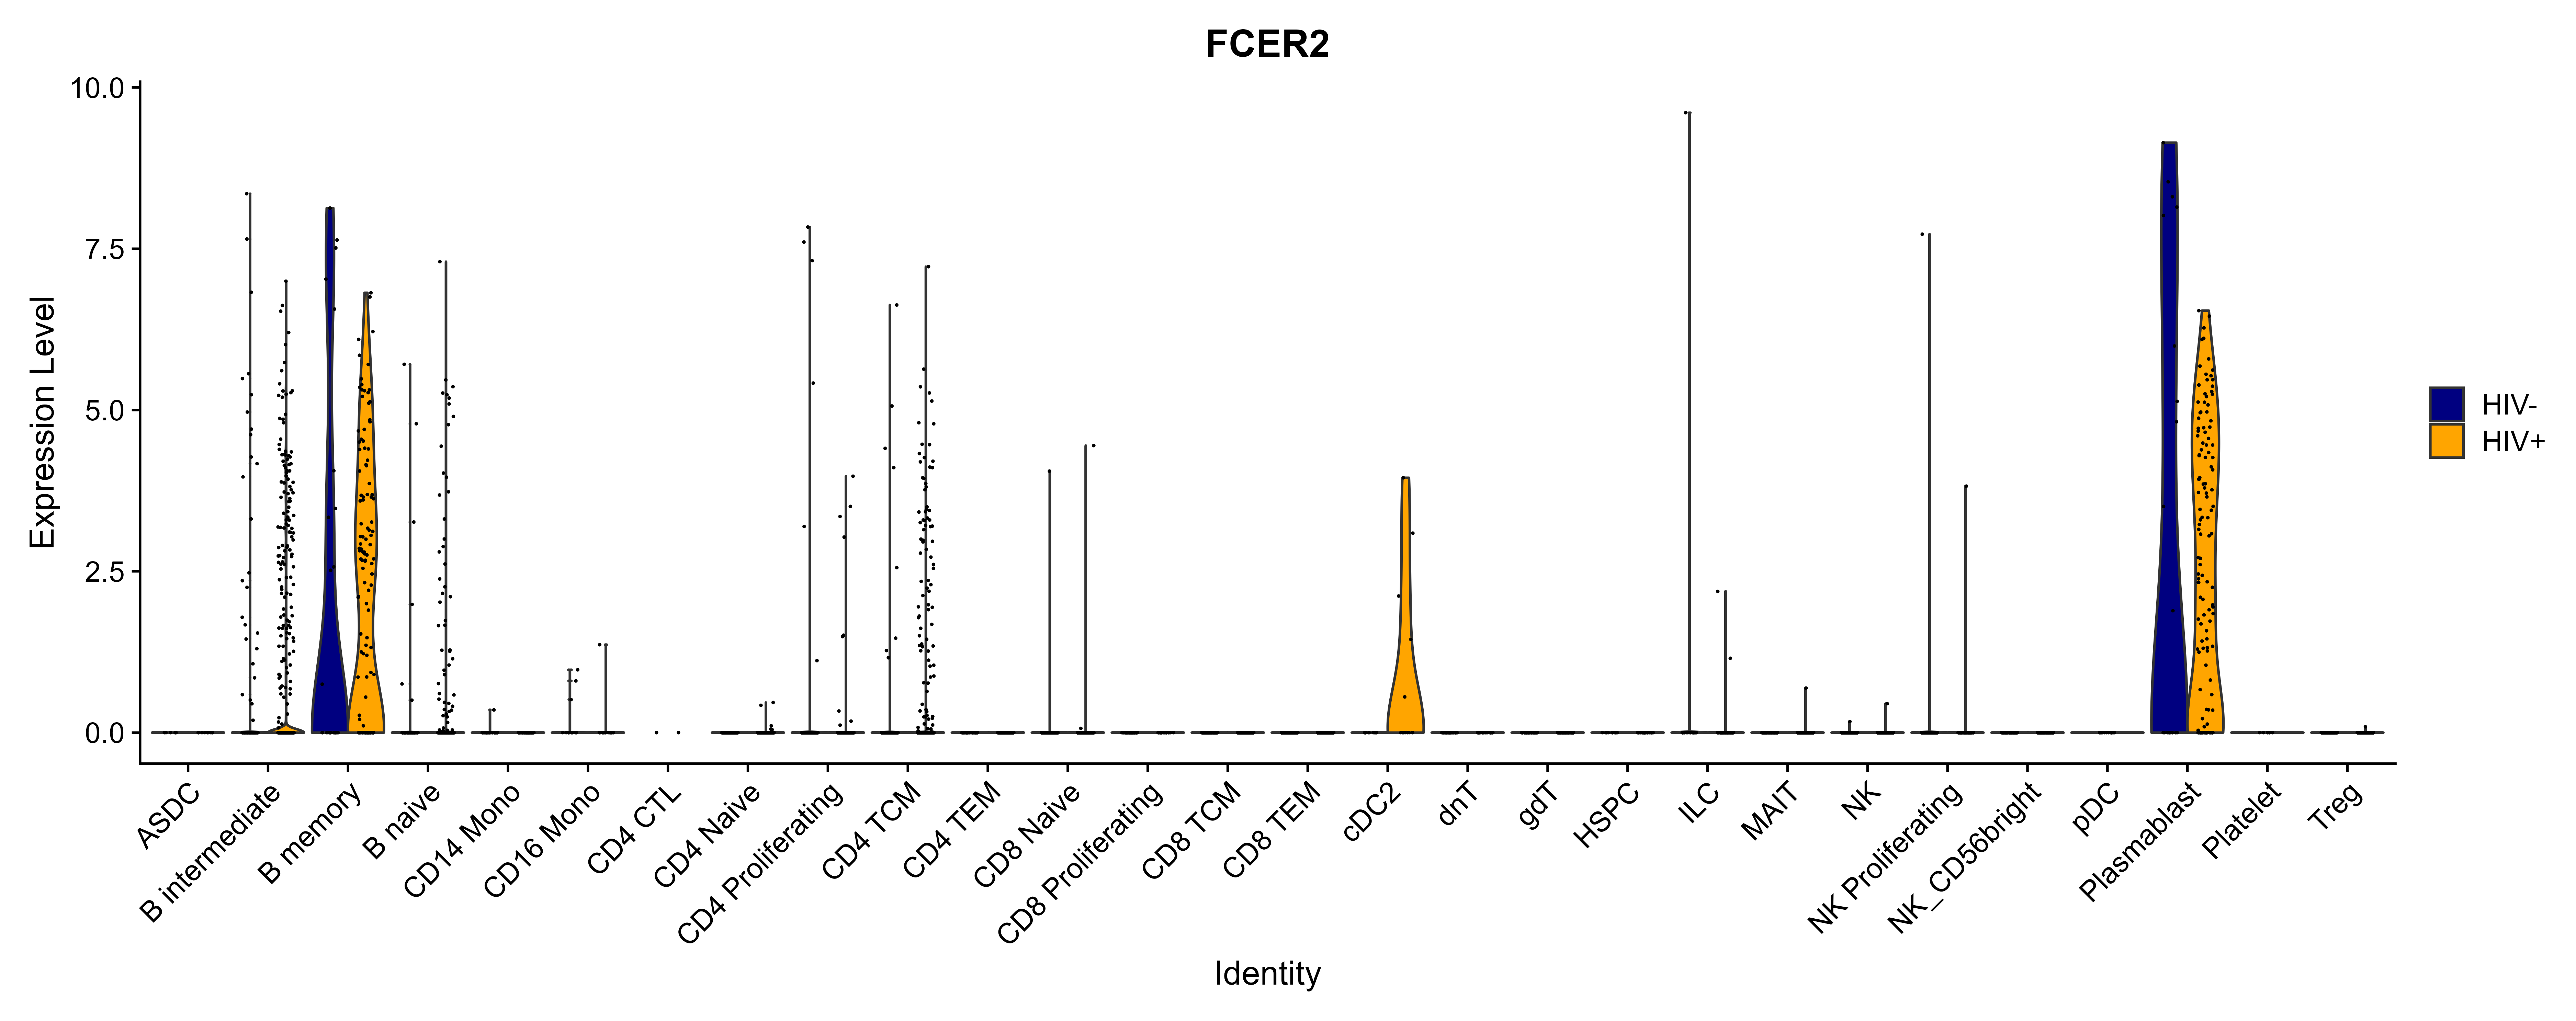 FCER2
Expression Level
10.0
7.5
5.0
2.5
0.0
ASDC
B intermediate
B memory
B naive
CD14 Mono
CD16 Mono
CD4 CTL
CD4 Naive
CD4 Proliferating
CD4 TCM
CD4 TEM
CD8 Naive
CD8 Proliferating
CD8 TCM
CD8 TEM
cDC2
dnT
gdT
HSPC
ILC
MAIT
NK
NK Proliferating
NK_CD56bright
pDC
Plasmablast
Platelet
Treg
Identity
HIV-
HIV+